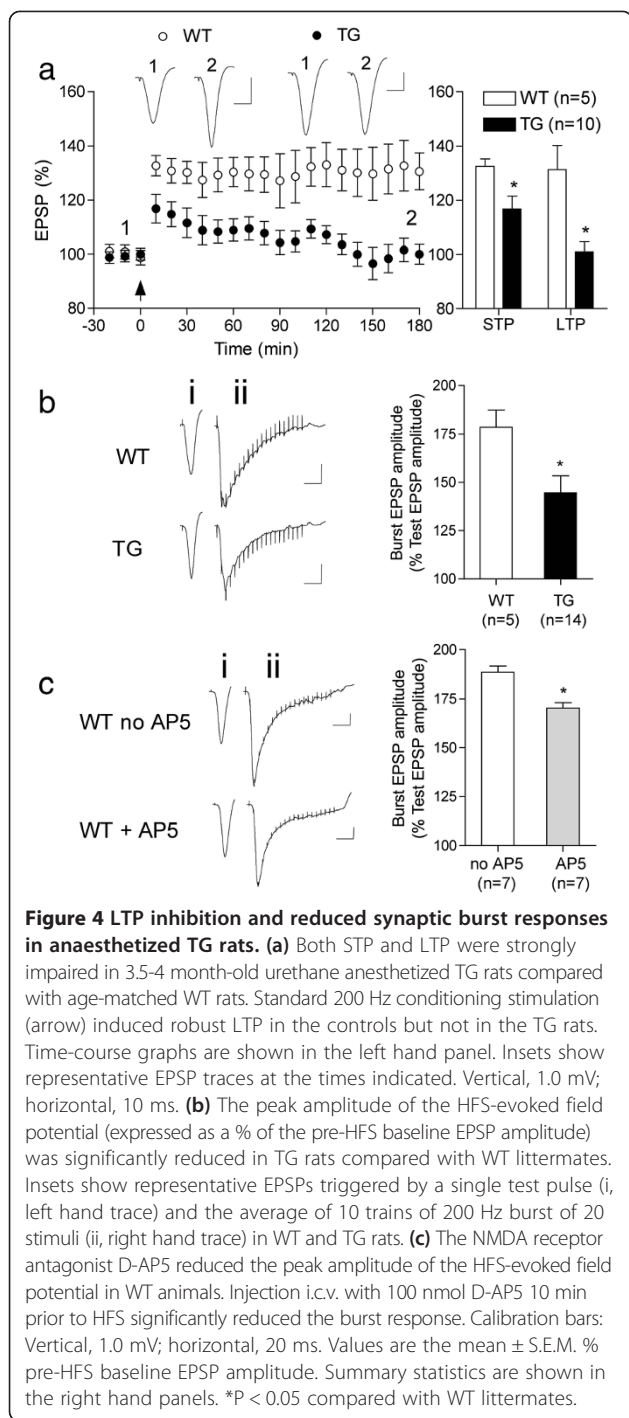 WT TG
a
1 2 1 2
160
140
120
100
80
EPSP (%)
1
2
-30 0 30 60 90 120 150 180
Time (min)
WT (n=5)
TG (n=10)
160
140
120
100
80
*
*
STP LTP
b
i ii
WT
TG
Burst EPSP amplitude
(% Test EPSP amplitude)
200
175
150
125
100
*
WT TG
(n=5) (n=14)
c
i ii
WT no AP5
WT + AP5
Burst EPSP amplitude
(% Test EPSP amplitude)
200
175
150
125
100
*
no AP5 AP5
(n=7) (n=7)
Figure 4 LTP inhibition and reduced synaptic burst responses
in anaesthetized TG rats. (a) Both STP and LTP were strongly
impaired in 3.5-4 month-old urethane anesthetized TG rats compared
with age-matched WT rats. Standard 200 Hz conditioning stimulation
(arrow) induced robust LTP in the controls but not in the TG rats.
Time-course graphs are shown in the left hand panel. Insets show
representative EPSP traces at the times indicated. Vertical, 1.0 mV;
horizontal, 10 ms. (b) The peak amplitude of the HFS-evoked field
potential (expressed as a % of the pre-HFS baseline EPSP amplitude)
was significantly reduced in TG rats compared with WT littermates.
Insets show representative EPSPs triggered by a single test pulse (i,
left hand trace) and the average of 10 trains of 200 Hz burst of 20
stimuli (ii, right hand trace) in WT and TG rats. (c) The NMDA receptor
antagonist D-AP5 reduced the peak amplitude of the HFS-evoked field
potential in WT animals. Injection i.c.v. with 100 nmol D-AP5 10 min
prior to HFS significantly reduced the burst response. Calibration bars:
Vertical, 1.0 mV; horizontal, 20 ms. Values are the mean ± S.E.M. %
pre-HFS baseline EPSP amplitude. Summary statistics are shown in
the right hand panels. *P < 0.05 compared with WT littermates.